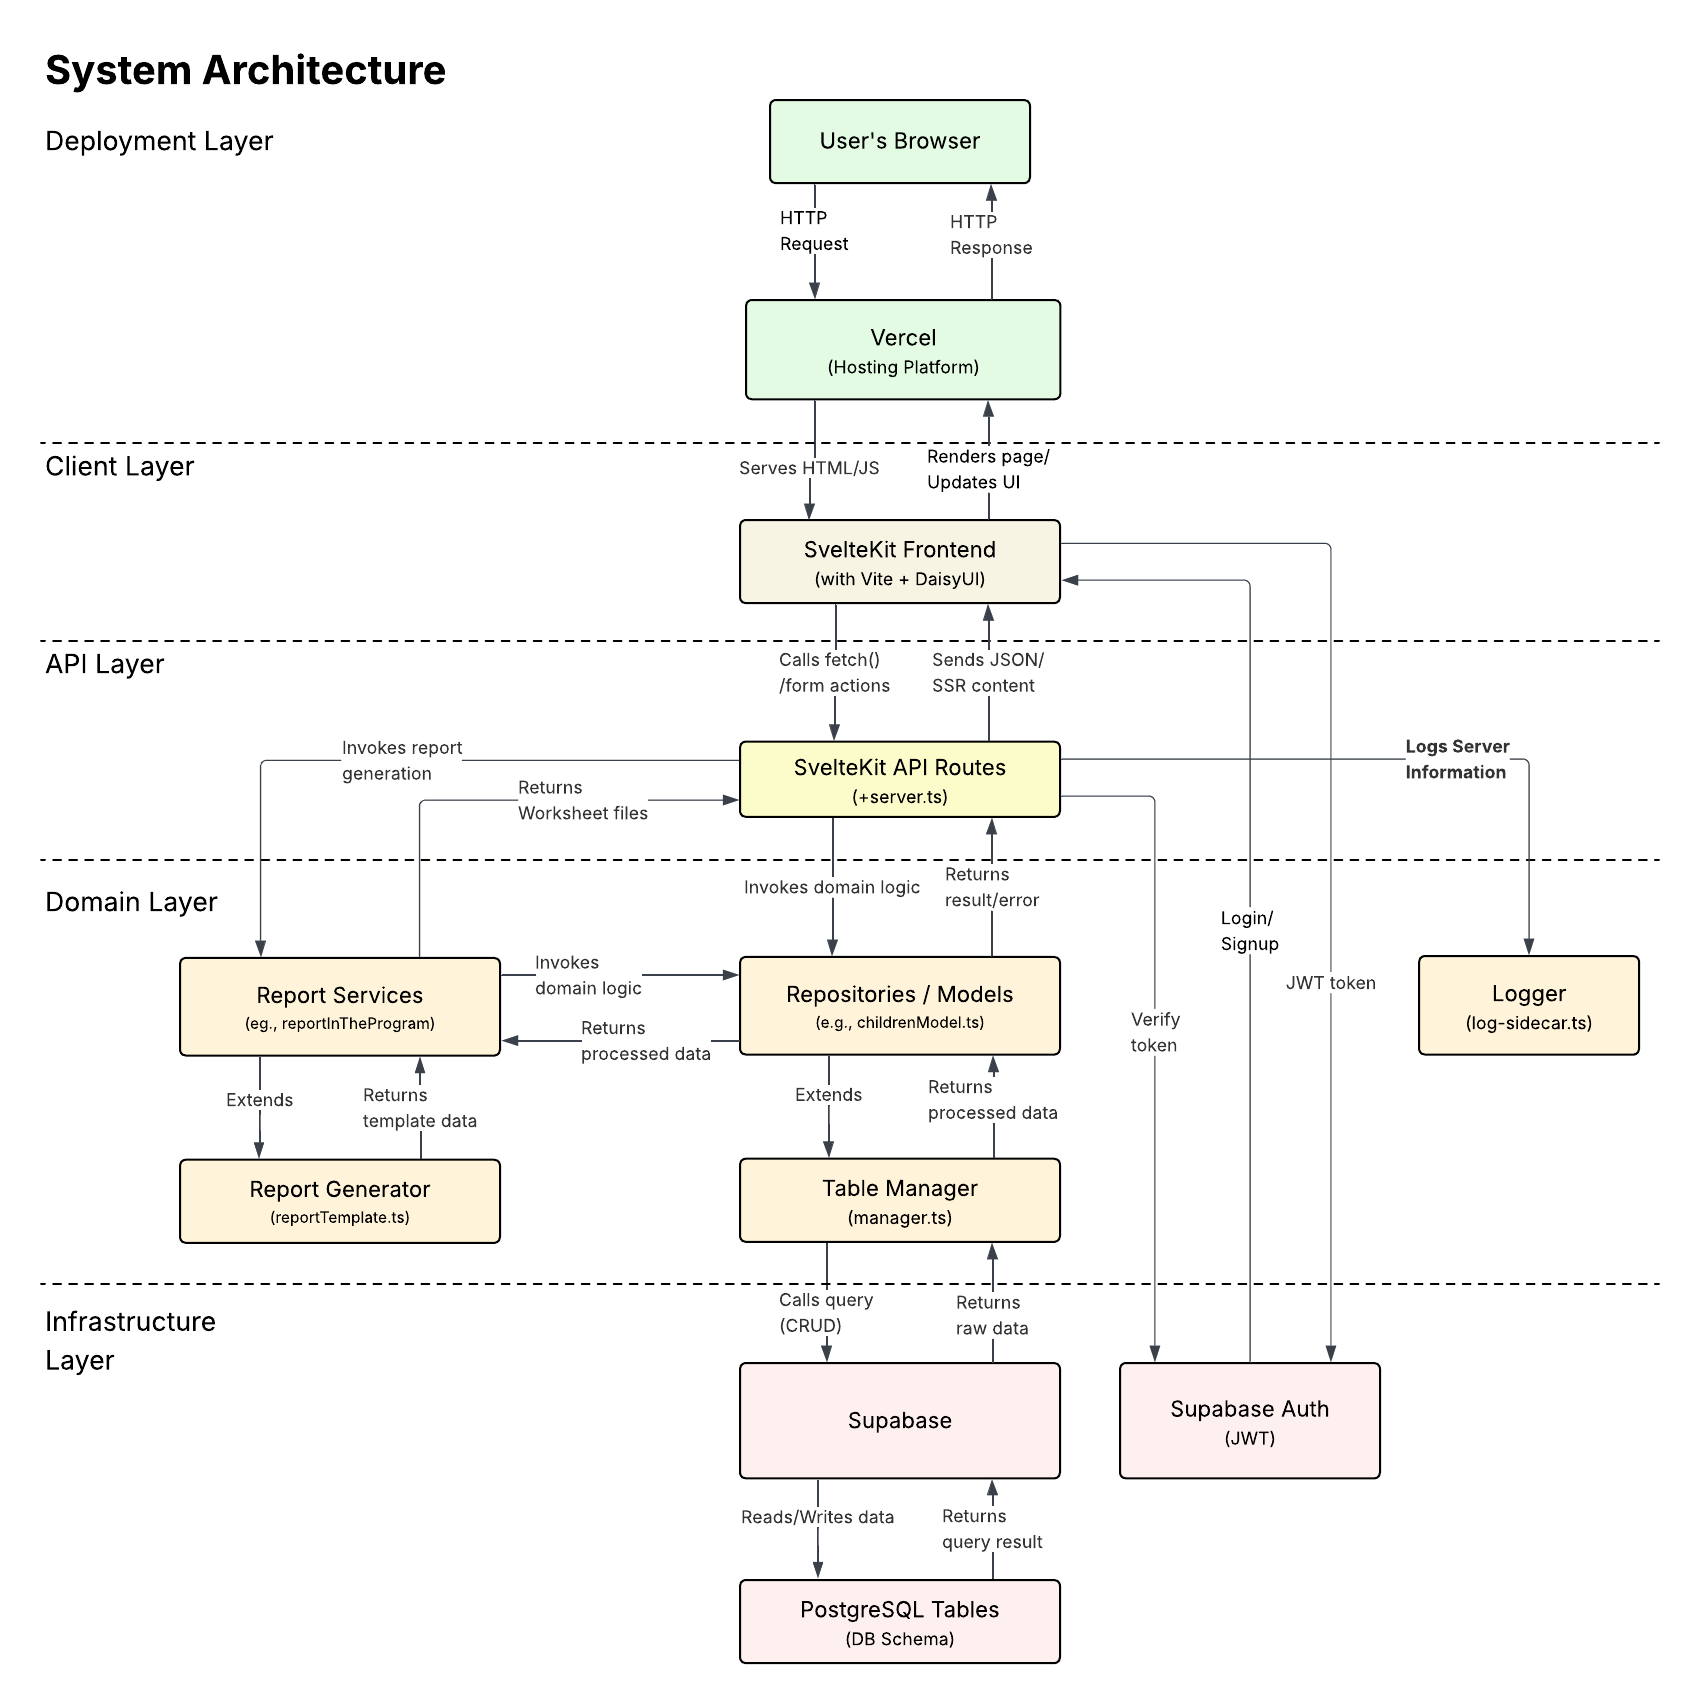 System Architecture
Deployment Layer
User's Browser
HTTP
Request
HTTP
Response
Vercel
(Hosting Platform)
Client Layer
Serves HTML/JS
Renders page/
Updates UI
SvelteKit Frontend
(with Vite + DaisyUI)
API Layer
Calls fetch()
/form actions
Sends JSON/
SSR content
Invokes report
generation
Returns
Worksheet files
SvelteKit API Routes
(+server.ts)
Logs Server
Information
Domain Layer
Invokes domain logic
Returns
result/error
Login/
Signup
JWT token
Verify
token
Report Services
(eg., reportInTheProgram)
Invokes
domain logic
Returns
processed data
Repositories / Models
(e.g., childrenModel.ts)
Logger
(log-sidecar.ts)
Extends
Returns
template data
Extends
Returns
processed data
Report Generator
(reportTemplate.ts)
Table Manager
(manager.ts)
Infrastructure
Layer
Calls query
(CRUD)
Returns
raw data
Supabase
Supabase Auth
(JWT)
Reads/Writes data
Returns
query result
PostgreSQL Tables
(DB Schema)